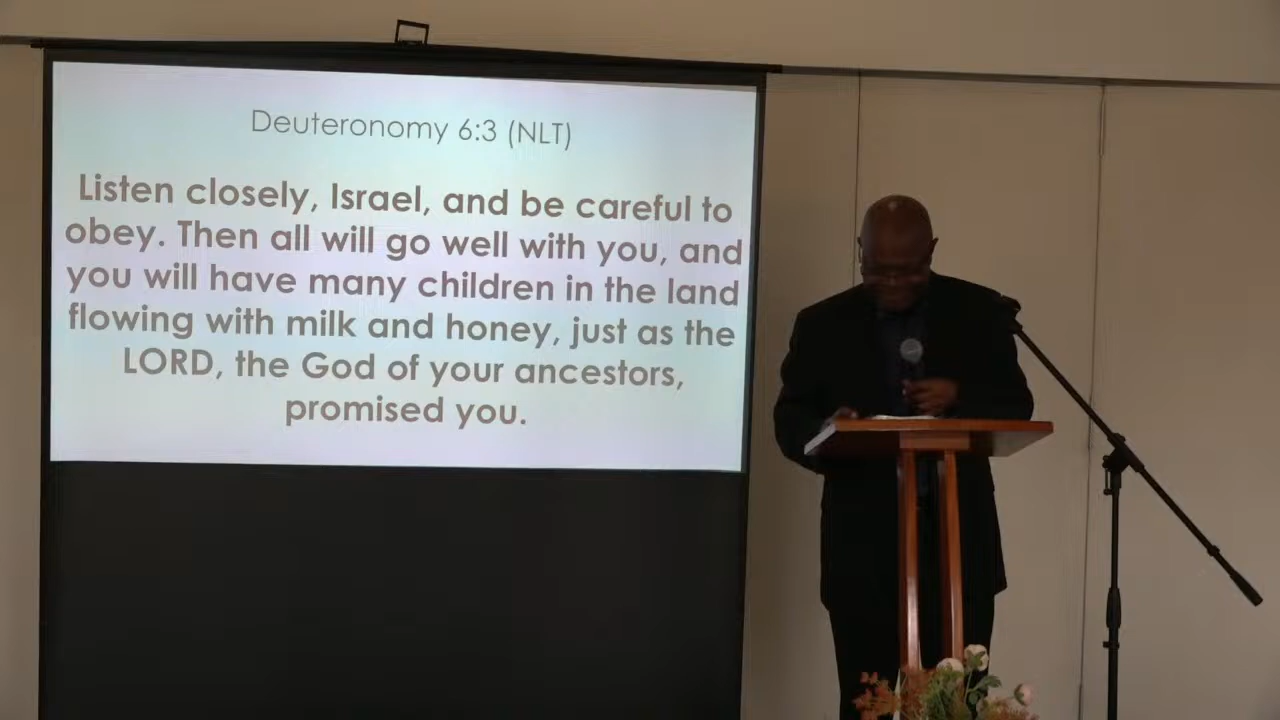 Deuteronomy 6:3 (NLT)
Listen closely, Israel, and be careful to
obey. Then all will go well with you, and
you will have many children in the land
flowing with milk and honey, just as the
LORD, the God of your ancestors,
promised you.